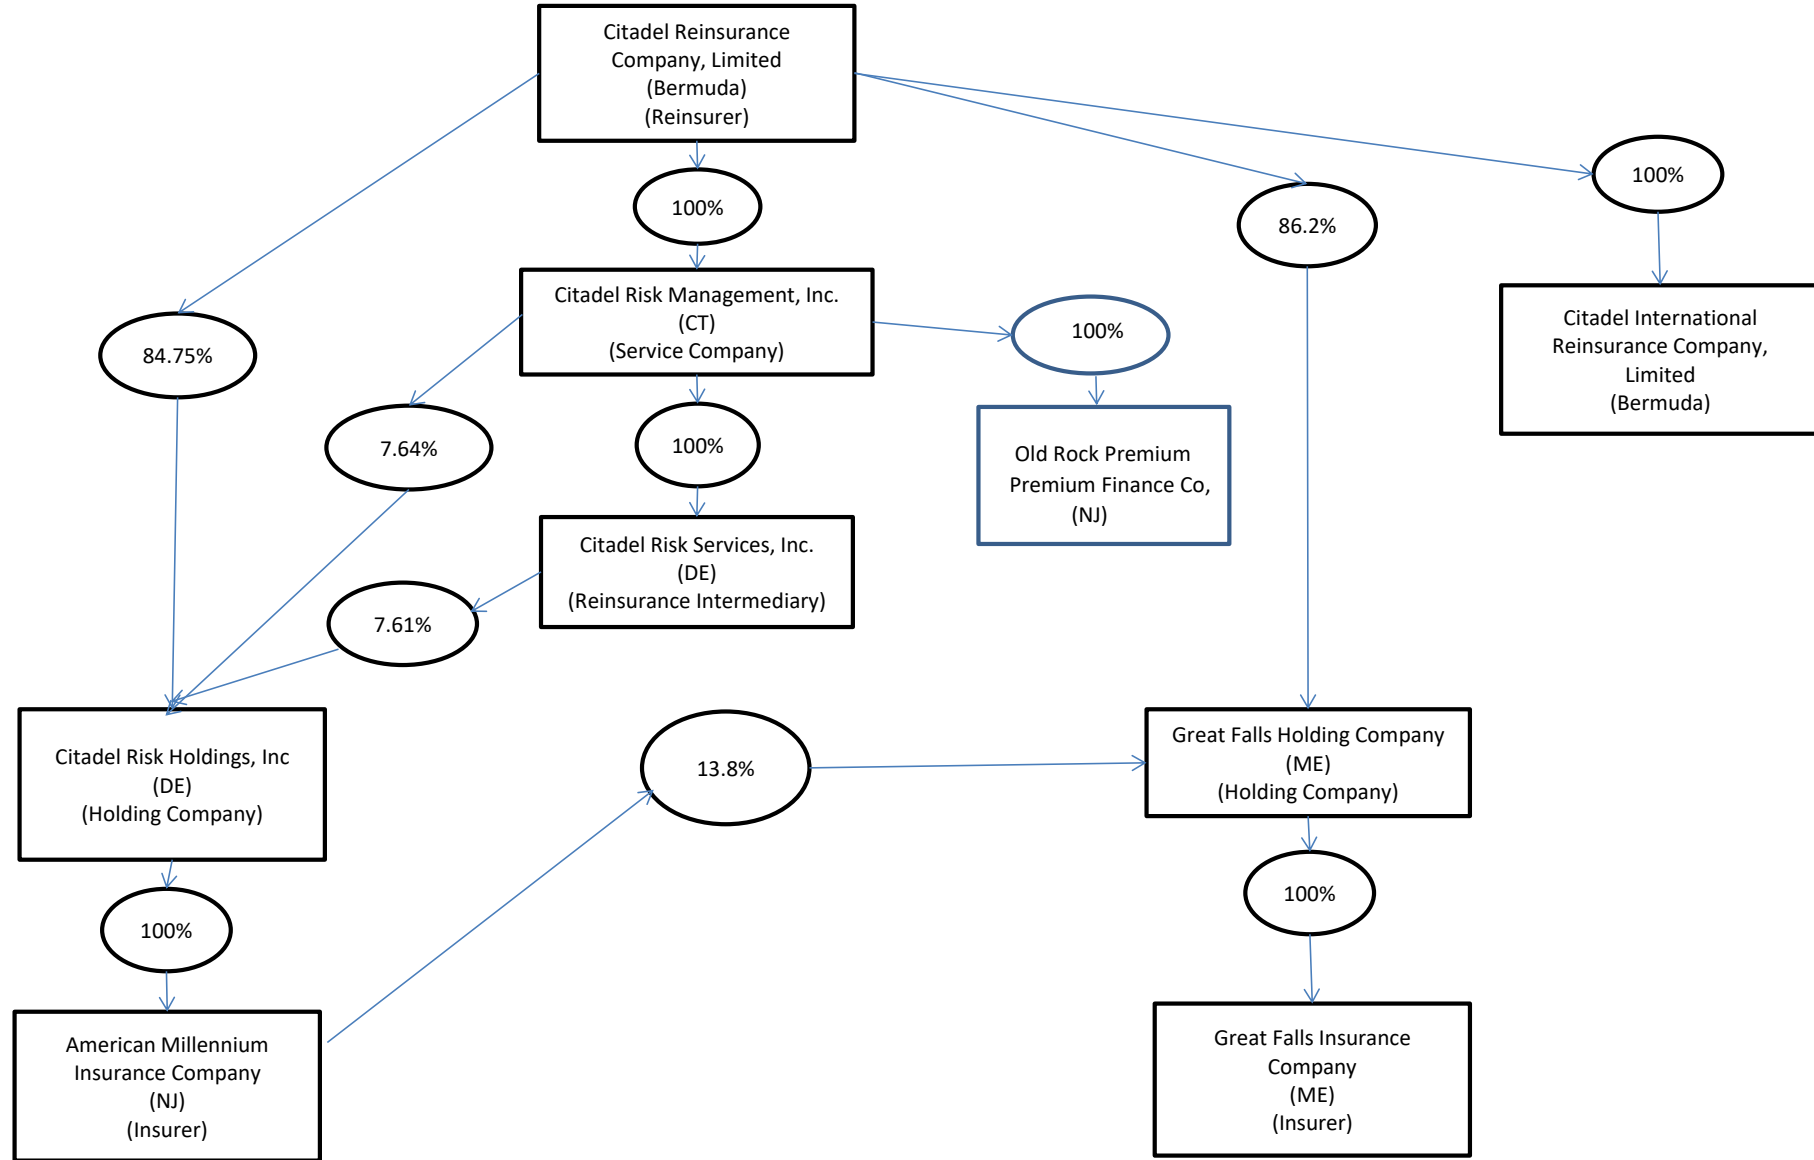 Citadel Reinsurance
Company, Limited
(Bermuda)
(Reinsurer)
100%
100%
86.2%
Citadel Risk Management, Inc.
(CT)
(Service Company)
100%
Citadel International
Reinsurance Company,
Limited
(Bermuda)
84.75%
7.64%
100%
Old Rock Premium
Premium Finance Co,
(NJ)
Citadel Risk Services, Inc.
(DE)
(Reinsurance Intermediary)
7.61%
Citadel Risk Holdings, Inc
(DE)
(Holding Company)
13.8%
Great Falls Holding Company
(ME)
(Holding Company)
100%
100%
American Millennium
Insurance Company
(NJ)
(Insurer)
Great Falls Insurance
Company
(ME)
(Insurer)